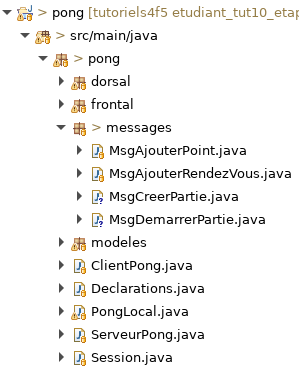 > pong [tutoriels4f5 etudiant_tut10_etap
src/main/java
pong
dorsal
frontal
> messages
MsgAjouterPoint.java
MsgAjouterRendezVous.java
MsgCreerPartie.java
MsgDemarrerPartie.java
modeles
ClientPong.java
Declarations.java
PongLocal.java
ServeurPong.java
Session.java